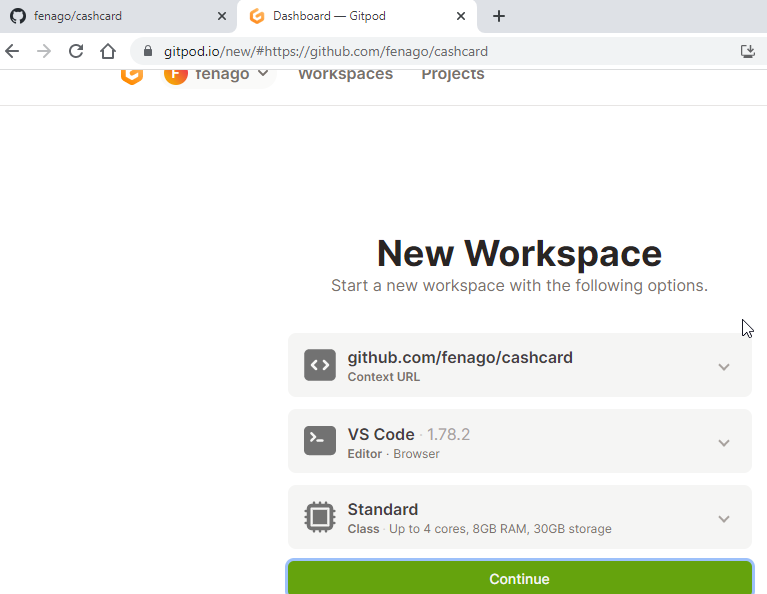 fenago/cashcard
Dashboard — Gitpod
gitpod.io/new/#https://github.com/fenago/cashcard
F fenago Workspaces Projects
New Workspace
Start a new workspace with the following options.
github.com/fenago/cashcard
Context URL
VS Code · 1.78.2
Editor · Browser
Standard
Class · Up to 4 cores, 8GB RAM, 30GB storage
Continue